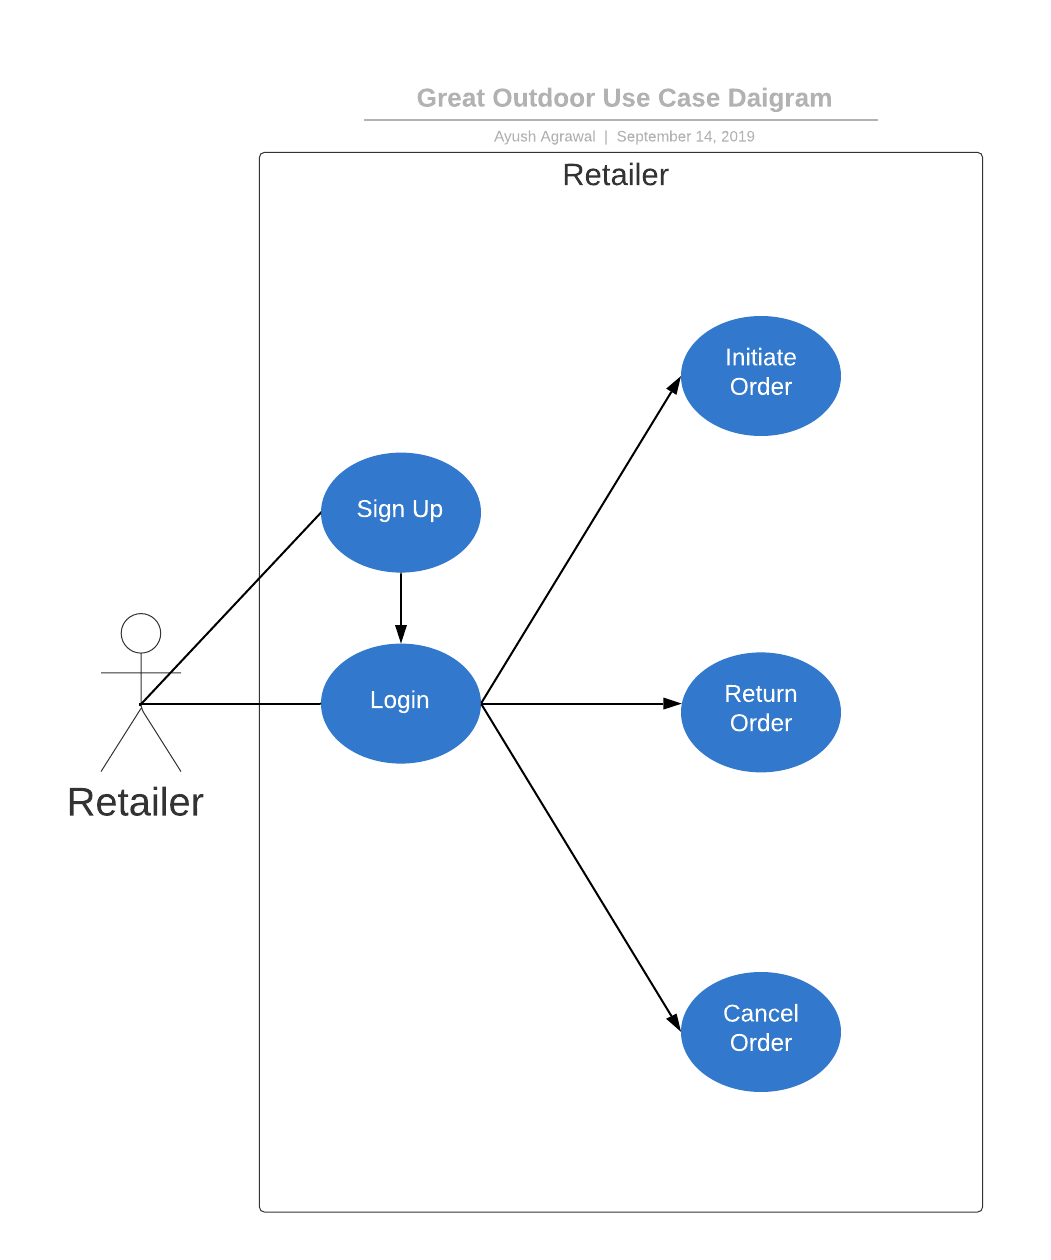 Great Outdoor Use Case Daigram
Ayush Agrawal | September 14, 2019
Retailer
Initiate
Order
Sign Up
Login
Return
Order
Retailer
Cancel
Order